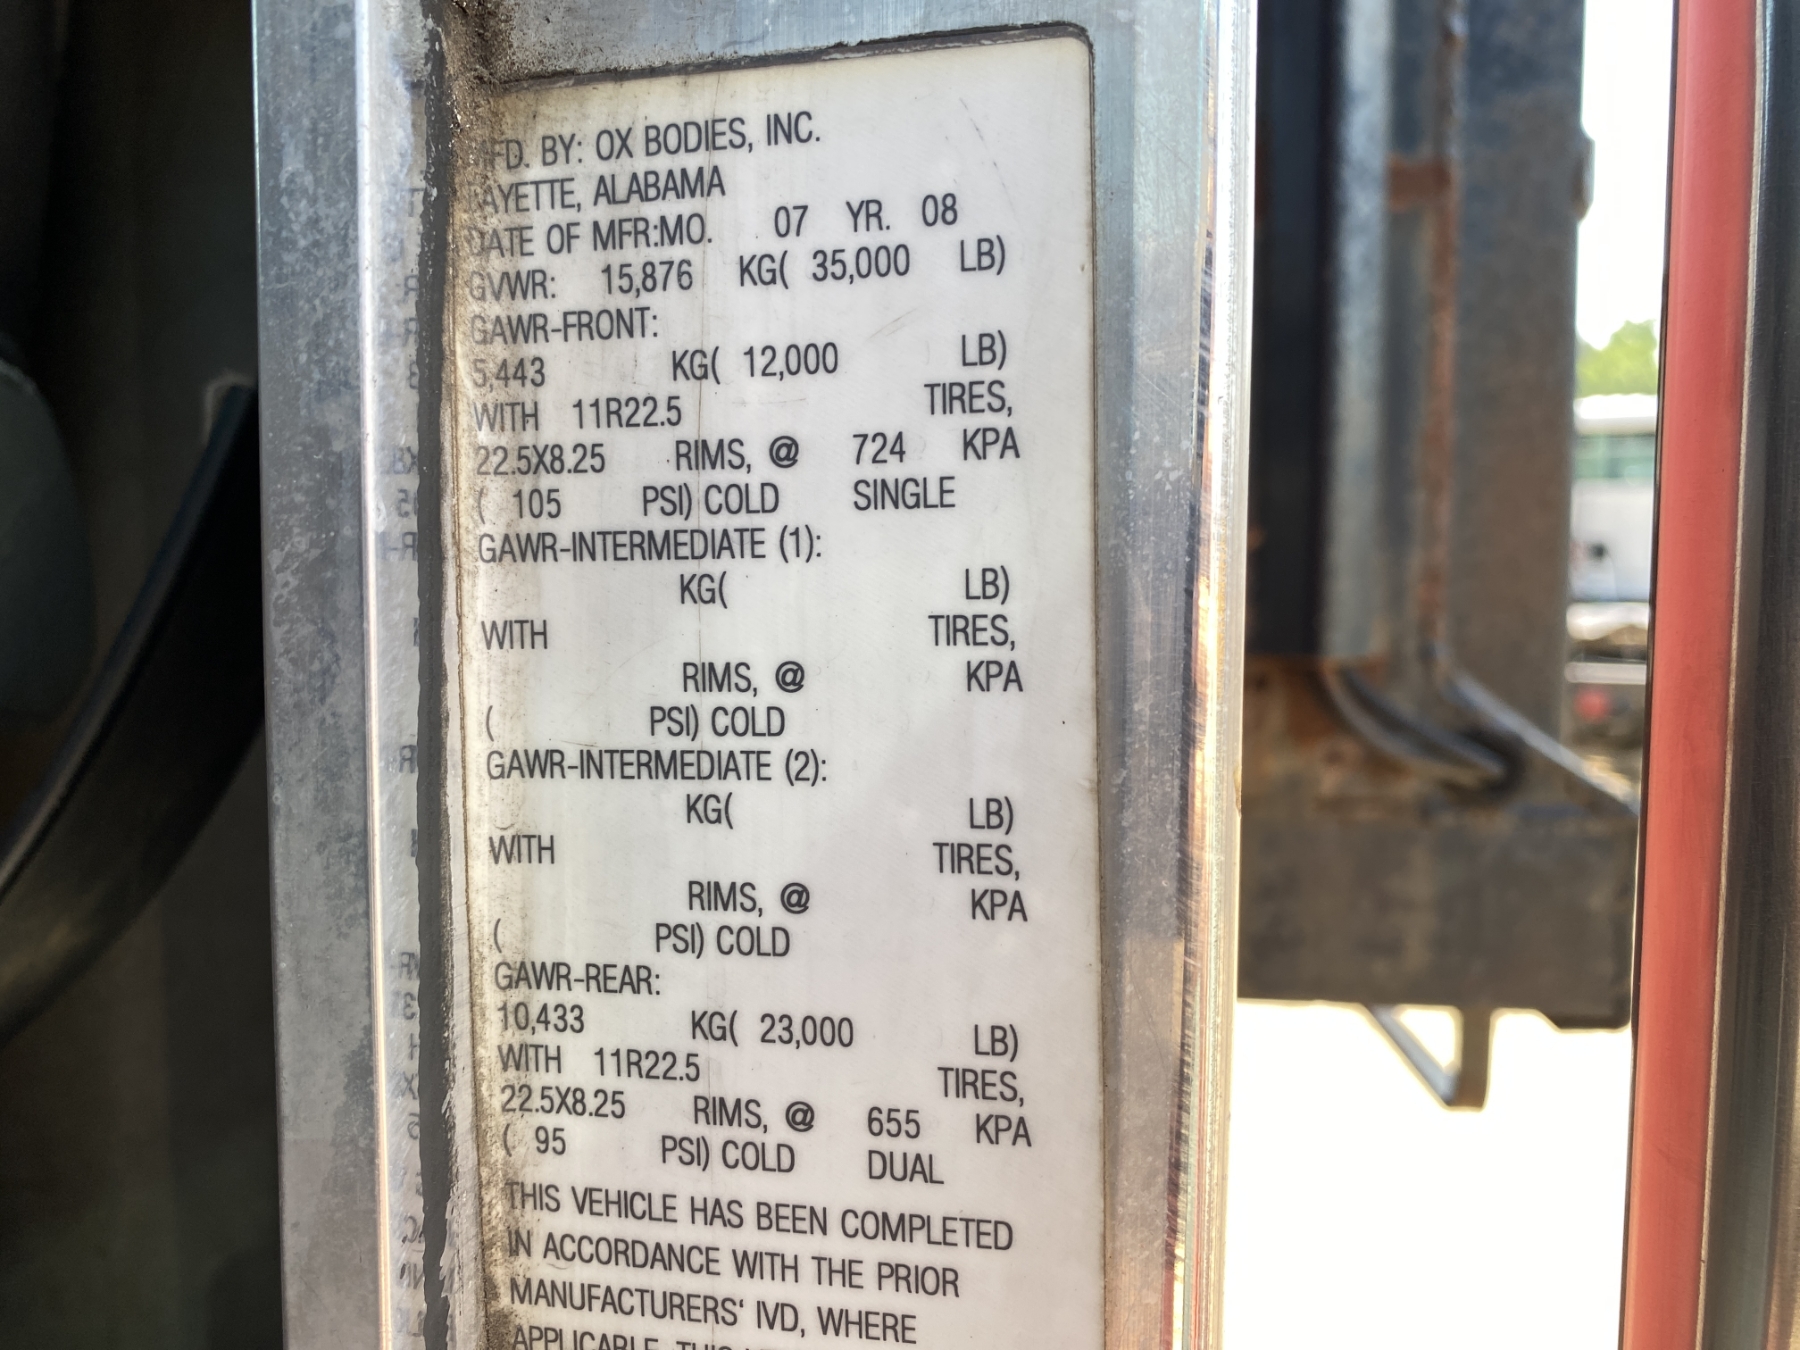 MFD. BY: OX BODIES, INC.
FAYETTE, ALABAMA
DATE OF MFR:MO. 07 YR. 08
GVWR: 15,876 KG( 35,000 LB)
GAWR-FRONT:
5,443 KG( 12,000 LB)
WITH 11R22.5 TIRES,
22.5X8.25 RIMS, @ 724 KPA
( 105 PSI) COLD SINGLE
GAWR-INTERMEDIATE (1):
KG( LB)
WITH TIRES,
RIMS, @ KPA
( PSI) COLD
GAWR-INTERMEDIATE (2):
KG( LB)
WITH TIRES,
RIMS, @ KPA
( PSI) COLD
GAWR-REAR:
10,433 KG( 23,000 LB)
WITH 11R22.5 TIRES,
22.5X8.25 RIMS, @ 655 KPA
( 95 PSI) COLD DUAL
THIS VEHICLE HAS BEEN COMPLETED
IN ACCORDANCE WITH THE PRIOR
MANUFACTURERS' IVD, WHERE
APPLICABLE. THIS